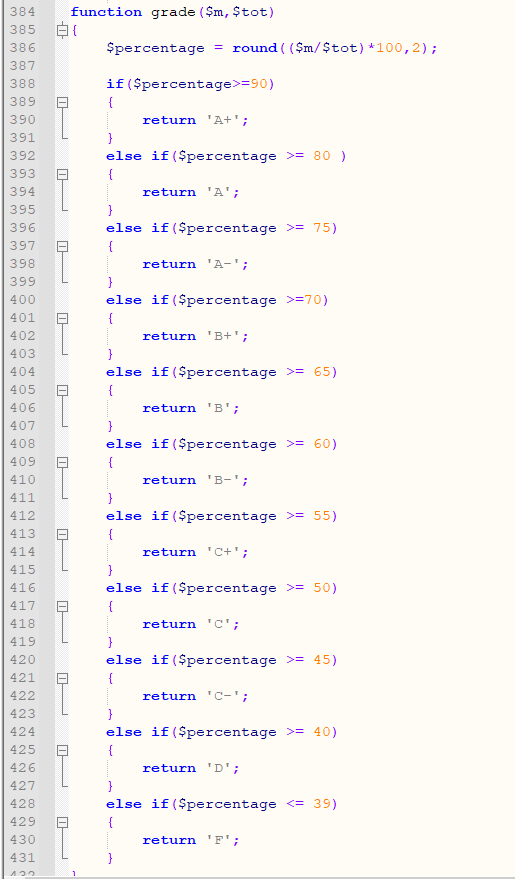 384 function grade($m,$tot)
385 {
386 $percentage = round(($m/$tot)*100,2);
387
388 if($percentage>=90)
389 {
390 return 'A+';
391 }
392 else if($percentage >= 80 )
393 {
394 return 'A';
395 }
396 else if($percentage >= 75)
397 {
398 return 'A-';
399 }
400 else if($percentage >=70)
401 {
402 return 'B+';
403 }
404 else if($percentage >= 65)
405 {
406 return 'B';
407 }
408 else if($percentage >= 60)
409 {
410 return 'B-';
411 }
412 else if($percentage >= 55)
413 {
414 return 'C+';
415 }
416 else if($percentage >= 50)
417 {
418 return 'C';
419 }
420 else if($percentage >= 45)
421 {
422 return 'C-';
423 }
424 else if($percentage >= 40)
425 {
426 return 'D';
427 }
428 else if($percentage <= 39)
429 {
430 return 'F';
431 }
432 }